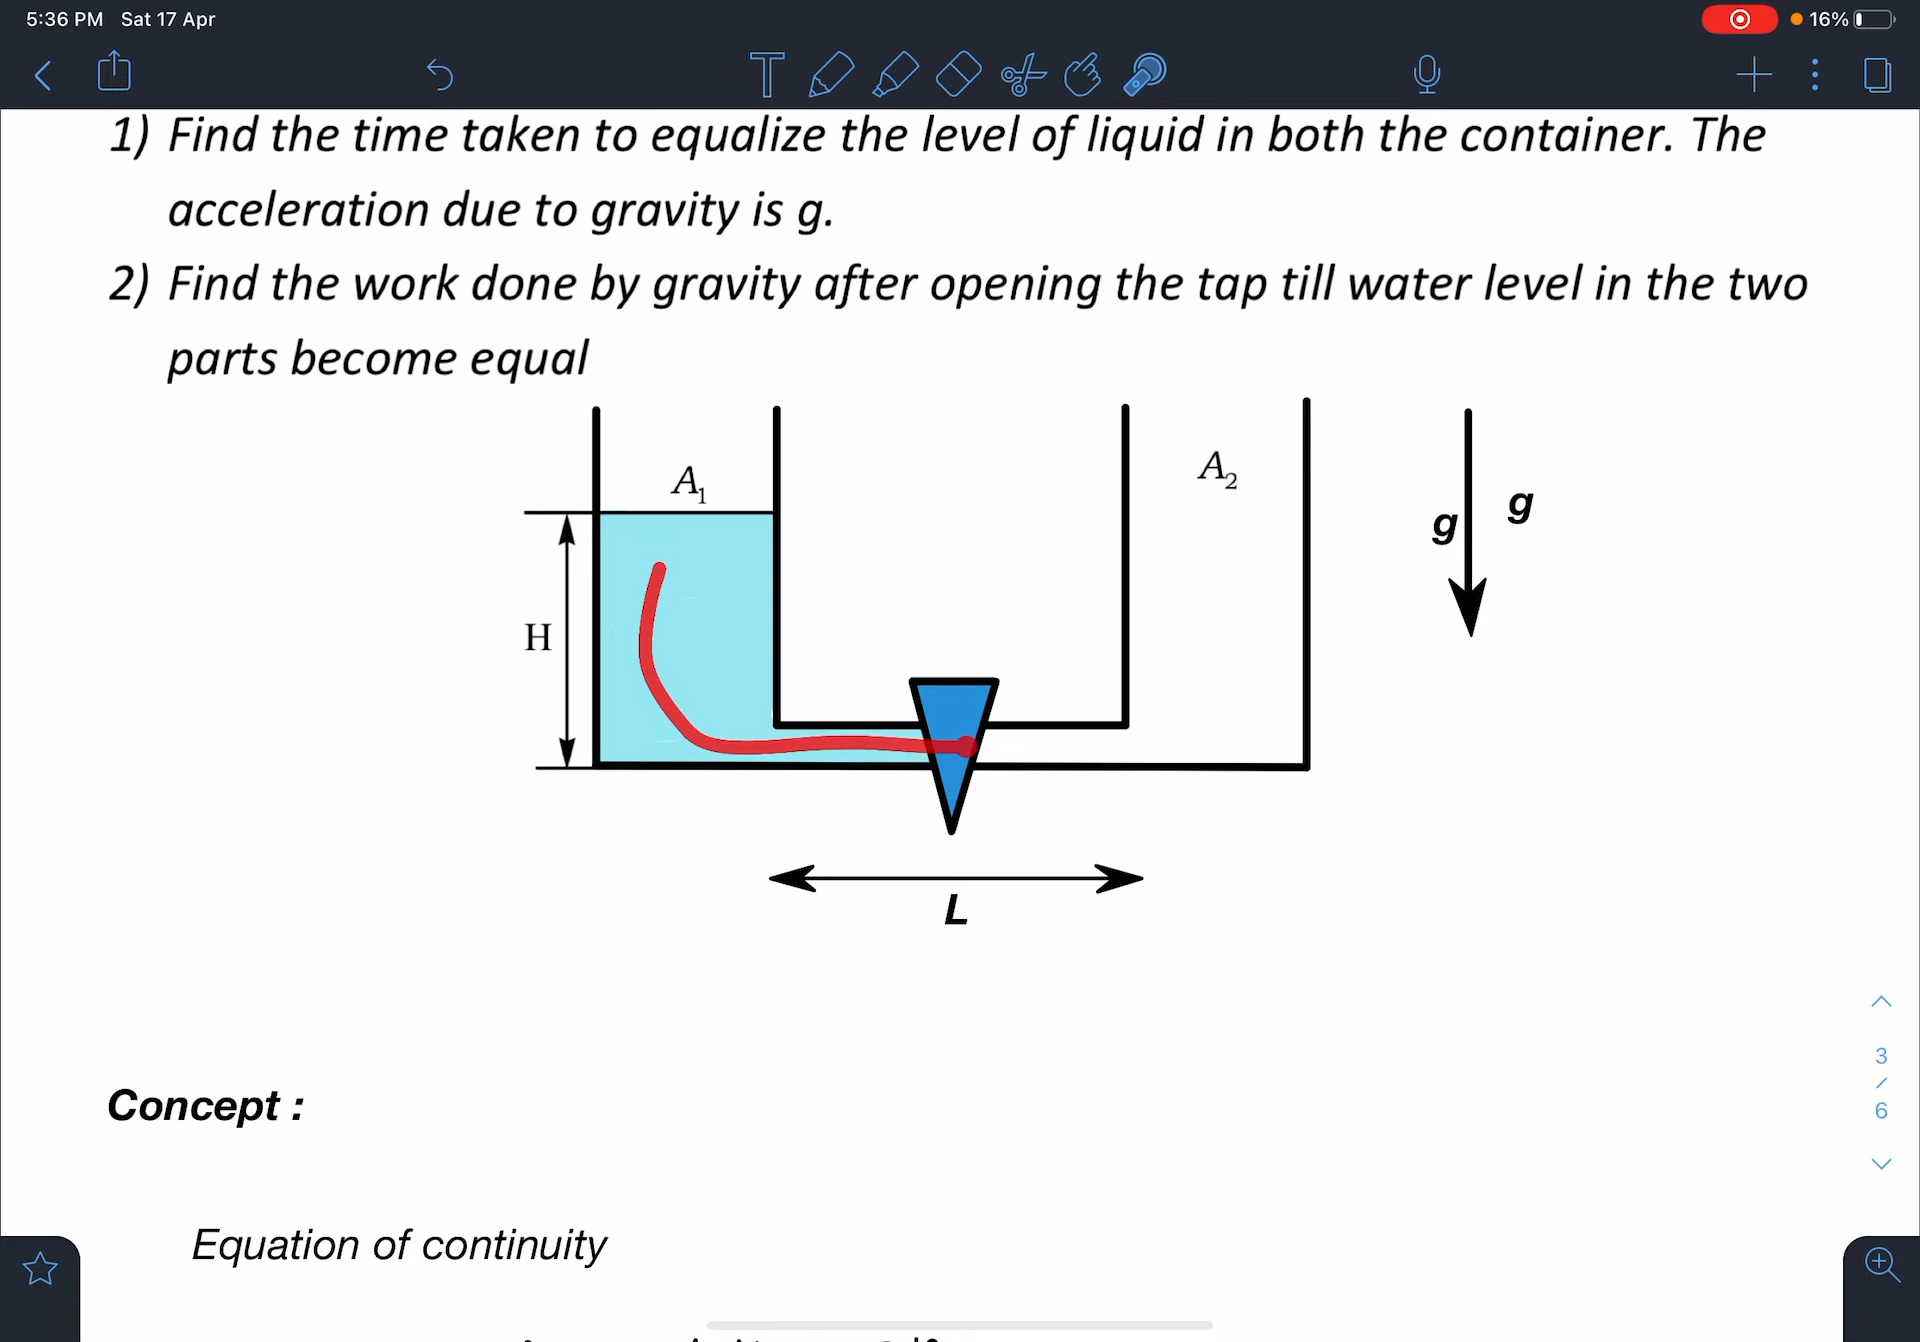 5:36 PM Sat 17 Apr
16%
1) Find the time taken to equalize the level of liquid in both the container. The
acceleration due to gravity is g.
2) Find the work done by gravity after opening the tap till water level in the two
parts become equal
A₁
A₂
g
g
H
L
3
/
6
Concept :
Equation of continuity